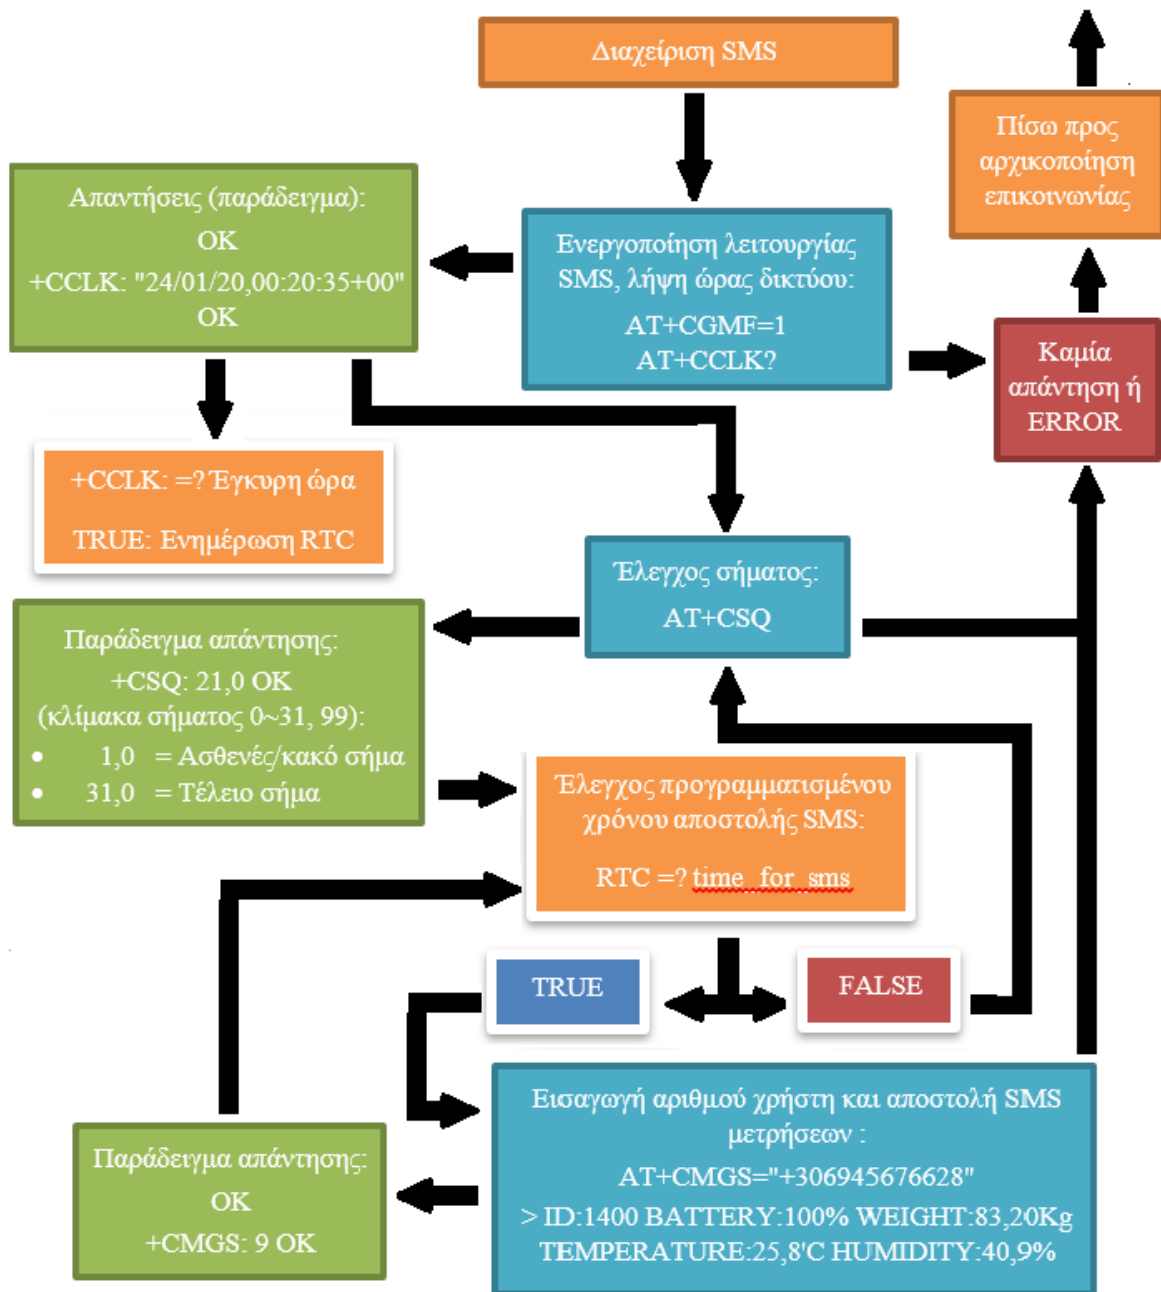 Διαχείριση SMS
Πίσω προς
αρχικοποίηση
επικοινωνίας
Απαντήσεις (παράδειγμα):
OK
+CCLK: "24/01/20,00:20:35+00"
OK
Ενεργοποίηση λειτουργίας
SMS, λήψη ώρας δικτύου:
AT+CGMF=1
AT+CCLK?
Καμία
απάντηση ή
ERROR
+CCLK: =? Έγκυρη ώρα
TRUE: Ενημέρωση RTC
Έλεγχος σήματος:
AT+CSQ
Παράδειγμα απάντησης:
+CSQ: 21,0 OK
(κλίμακα σήματος 0~31, 99):
• 1,0 = Ασθενές/κακό σήμα
• 31,0 = Τέλειο σήμα
Έλεγχος προγραμματισμένου
χρόνου αποστολής SMS:
RTC =? time_for_sms
TRUE
FALSE
Εισαγωγή αριθμού χρήστη και αποστολή SMS
μετρήσεων :
AT+CMGS="+306945676628"
> ID:1400 BATTERY:100% WEIGHT:83,20Kg
TEMPERATURE:25,8'C HUMIDITY:40,9%
Παράδειγμα απάντησης:
OK
+CMGS: 9 OK